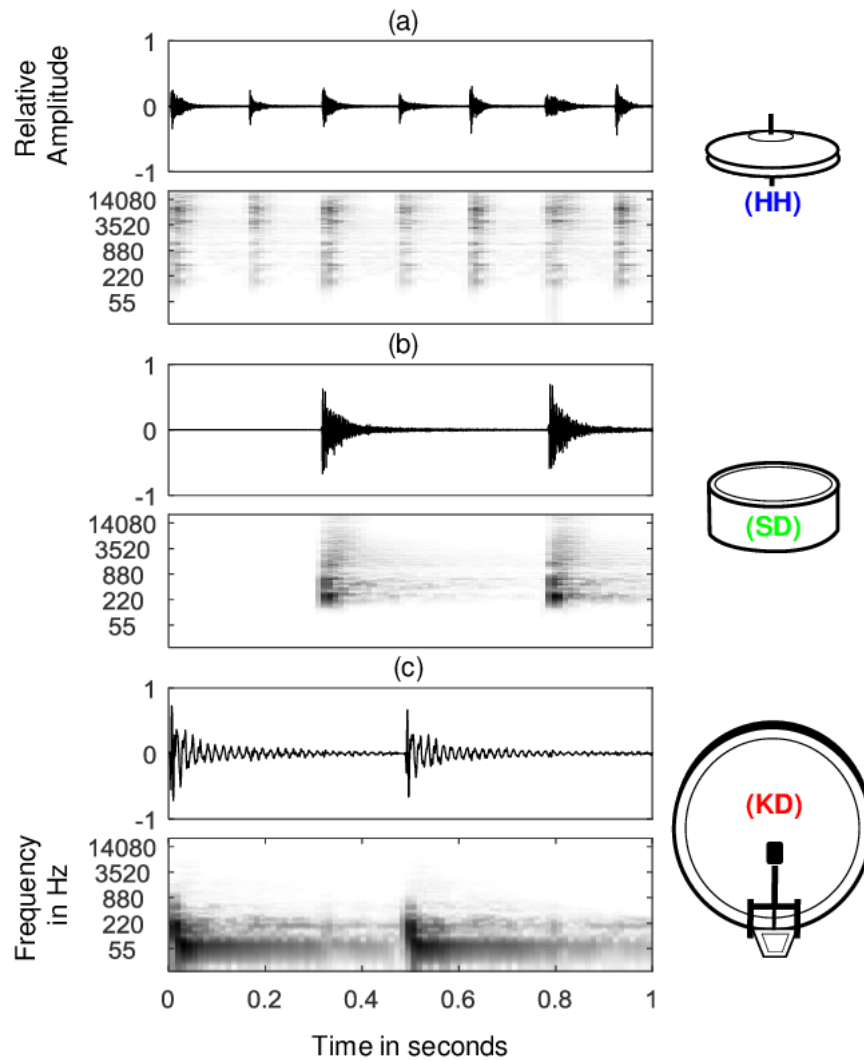 (a)
Relative
Amplitude
1
0
-1
14080
3520
880
220
55
(HH)
(b)
1
0
-1
14080
3520
880
220
55
(SD)
(c)
1
0
-1
(KD)
Frequency
in Hz
14080
3520
880
220
55
0 0.2 0.4 0.6 0.8 1
Time in seconds